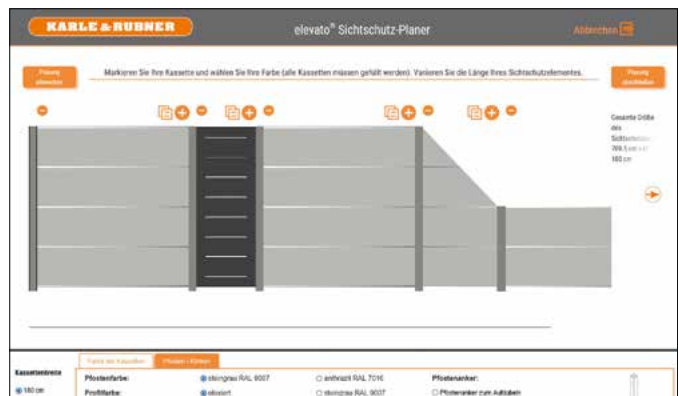 KARLE & RUBNER
elevato® Sichtschutz-Planer
Abbrechen
Planung
Planung
abschließen
Markieren Sie Ihre Kassette und wählen Sie Ihre Farbe (alle Kassetten müssen gefüllt werden). Variieren Sie die Länge Ihres Sichtschutzelementes.
Gesamte Größe
des
180 cm
Kassettenbreite
180 cm
Farbe der Kassetten
Pfosten / Kleben
Pfostenfarbe:
steingrau RAL 9007
anthrazit RAL 7016
Pfostenanker:
Profilfarbe:
eloxiert
steingrau RAL 9007
Pfostenanker zum Aufdübeln